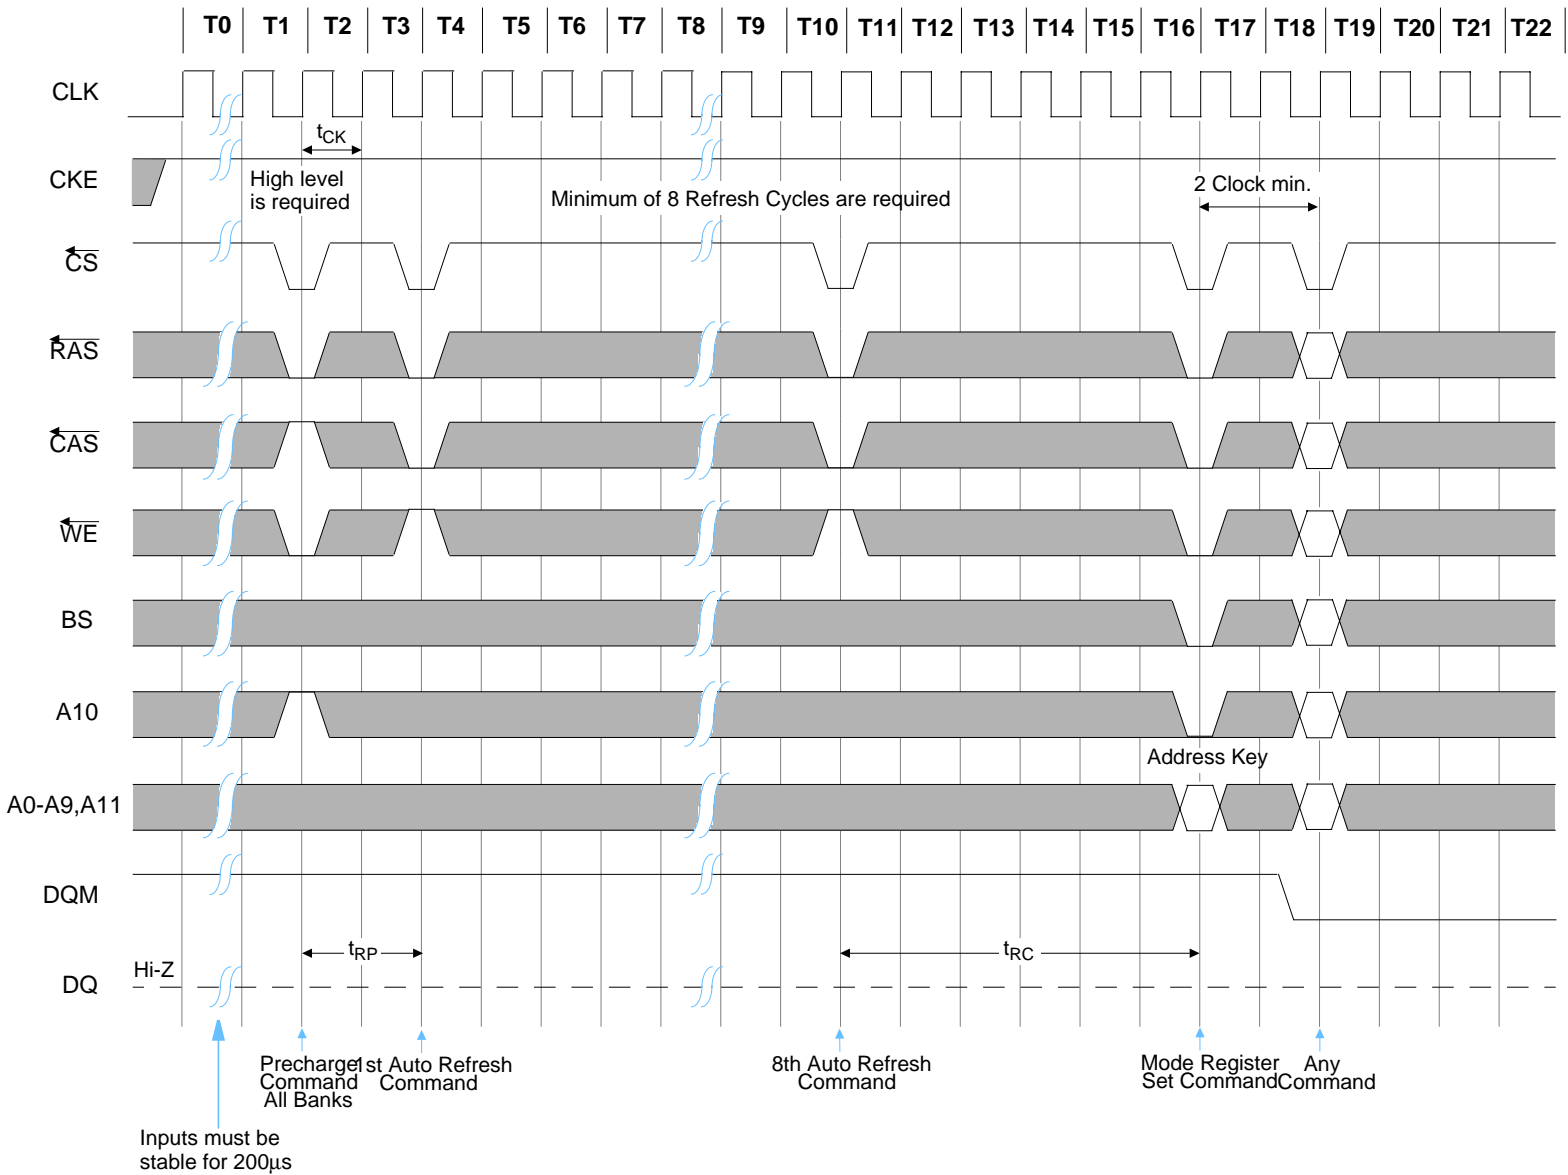 T0 T1 T2 T3 T4 T5 T6 T7 T8 T9 T10 T11 T12 T13 T14 T15 T16 T17 T18 T19 T20 T21 T22
CLK
tCK
CKE
High level
is required
Minimum of 8 Refresh Cycles are required
2 Clock min.
CS
RAS
CAS
WE
BS
A10
Address Key
A0-A9,A11
DQM
tRP
tRC
Hi-Z
DQ
Precharge
Command
All Banks
1st Auto Refresh
Command
8th Auto Refresh
Command
Mode Register
Set Command
Any
Command
Inputs must be
stable for 200µs